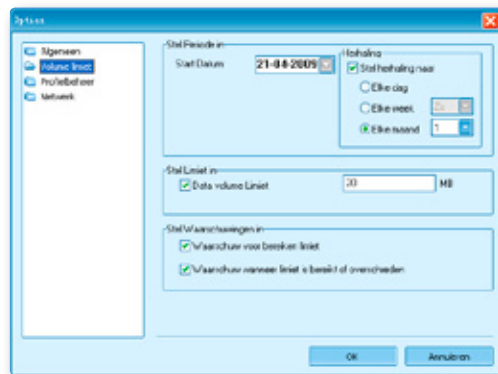 Opties
Algemeen
Volume limiet
Profielbeheer
Netwerk
Stel Periode in
Start Datum
21-04-2009
Herhaling
Stel herhaling naar
Elke dag
Elke week
Elke maand
1
Stel Limiet in
Data volume Limiet
20
MB
Stel Waarschuwingen in
Waarschuw voor bereiken limiet
Waarschuw wanneer limiet is bereikt of overschreden
OK
Annuleren